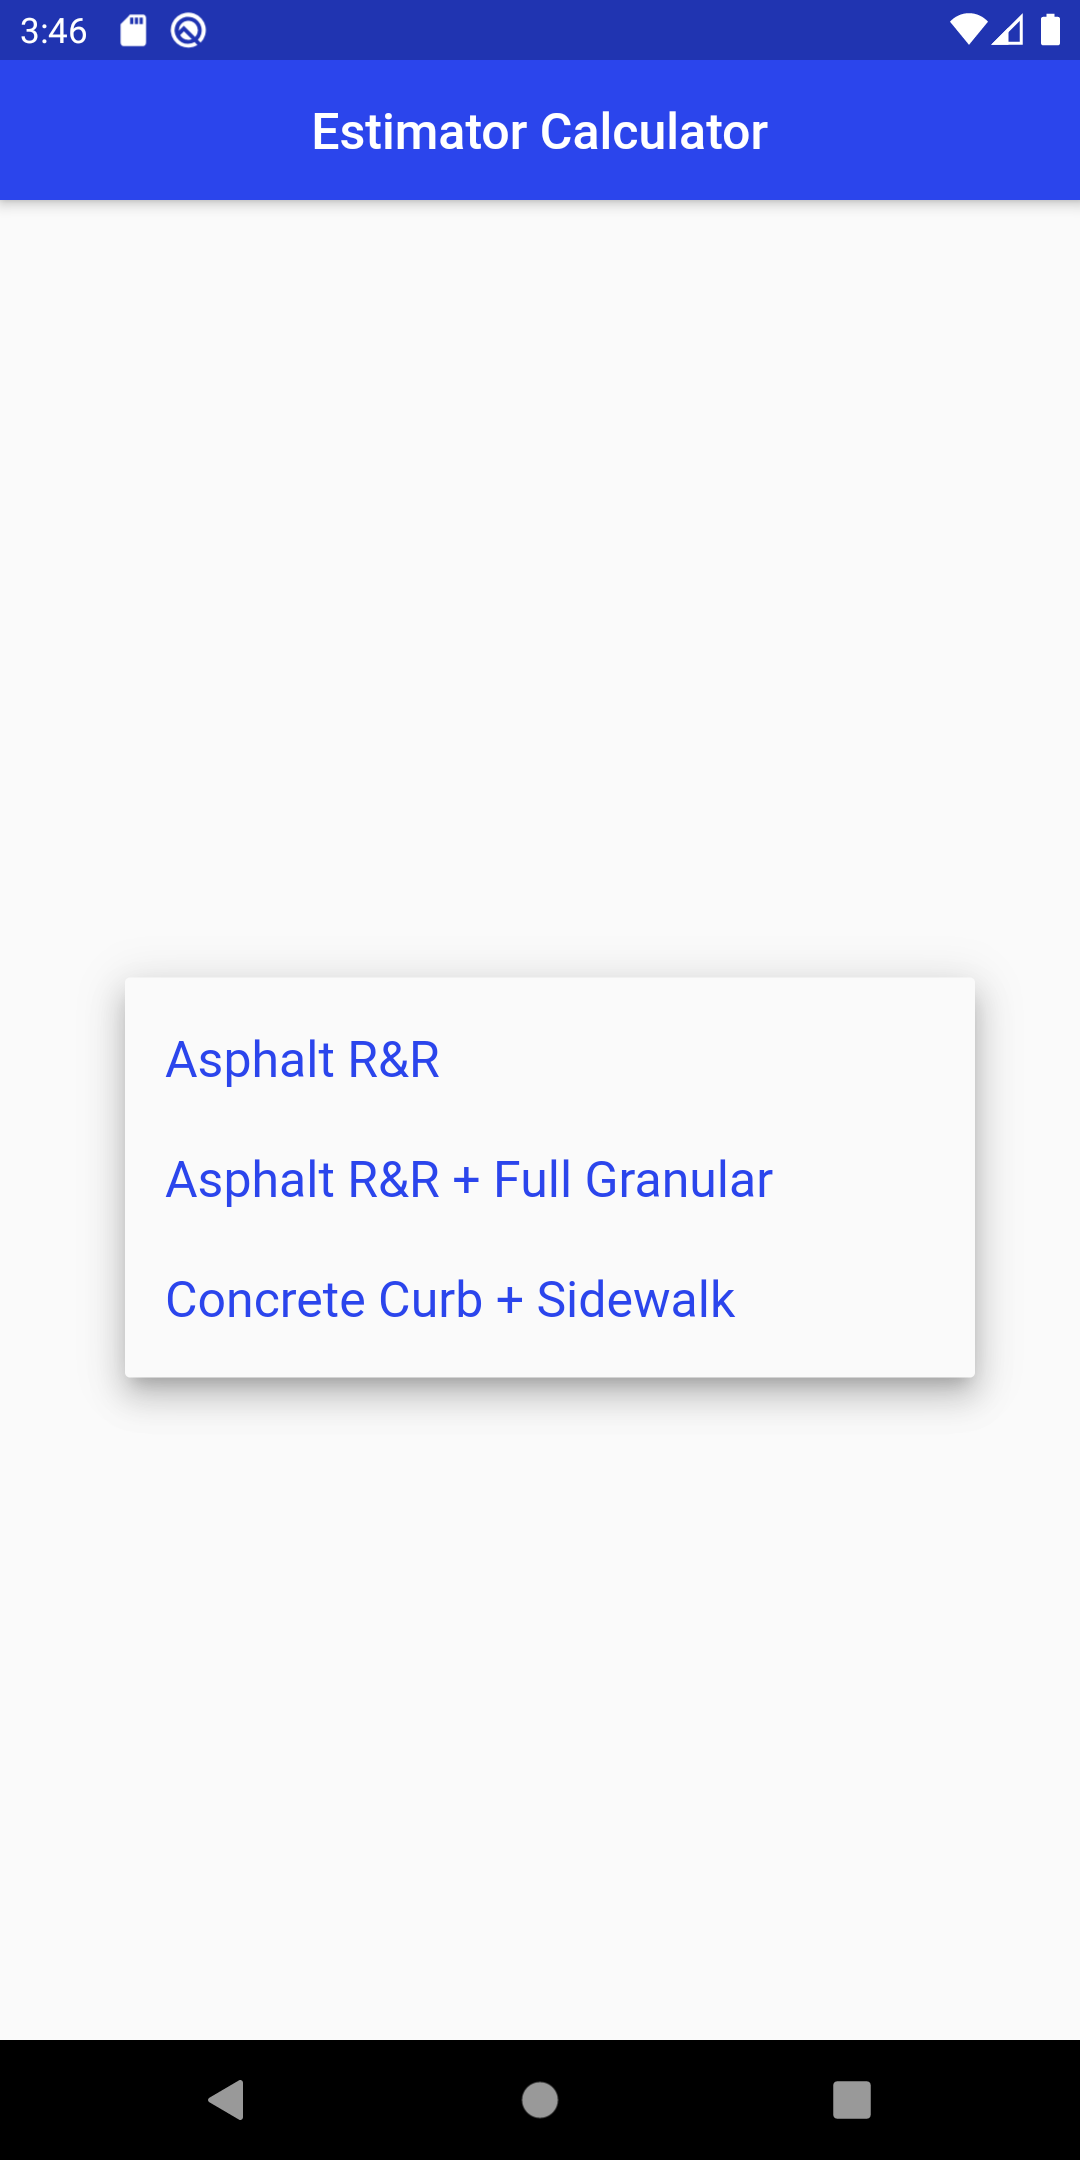 3:46
Estimator Calculator
Asphalt R&R
Asphalt R&R + Full Granular
Concrete Curb + Sidewalk